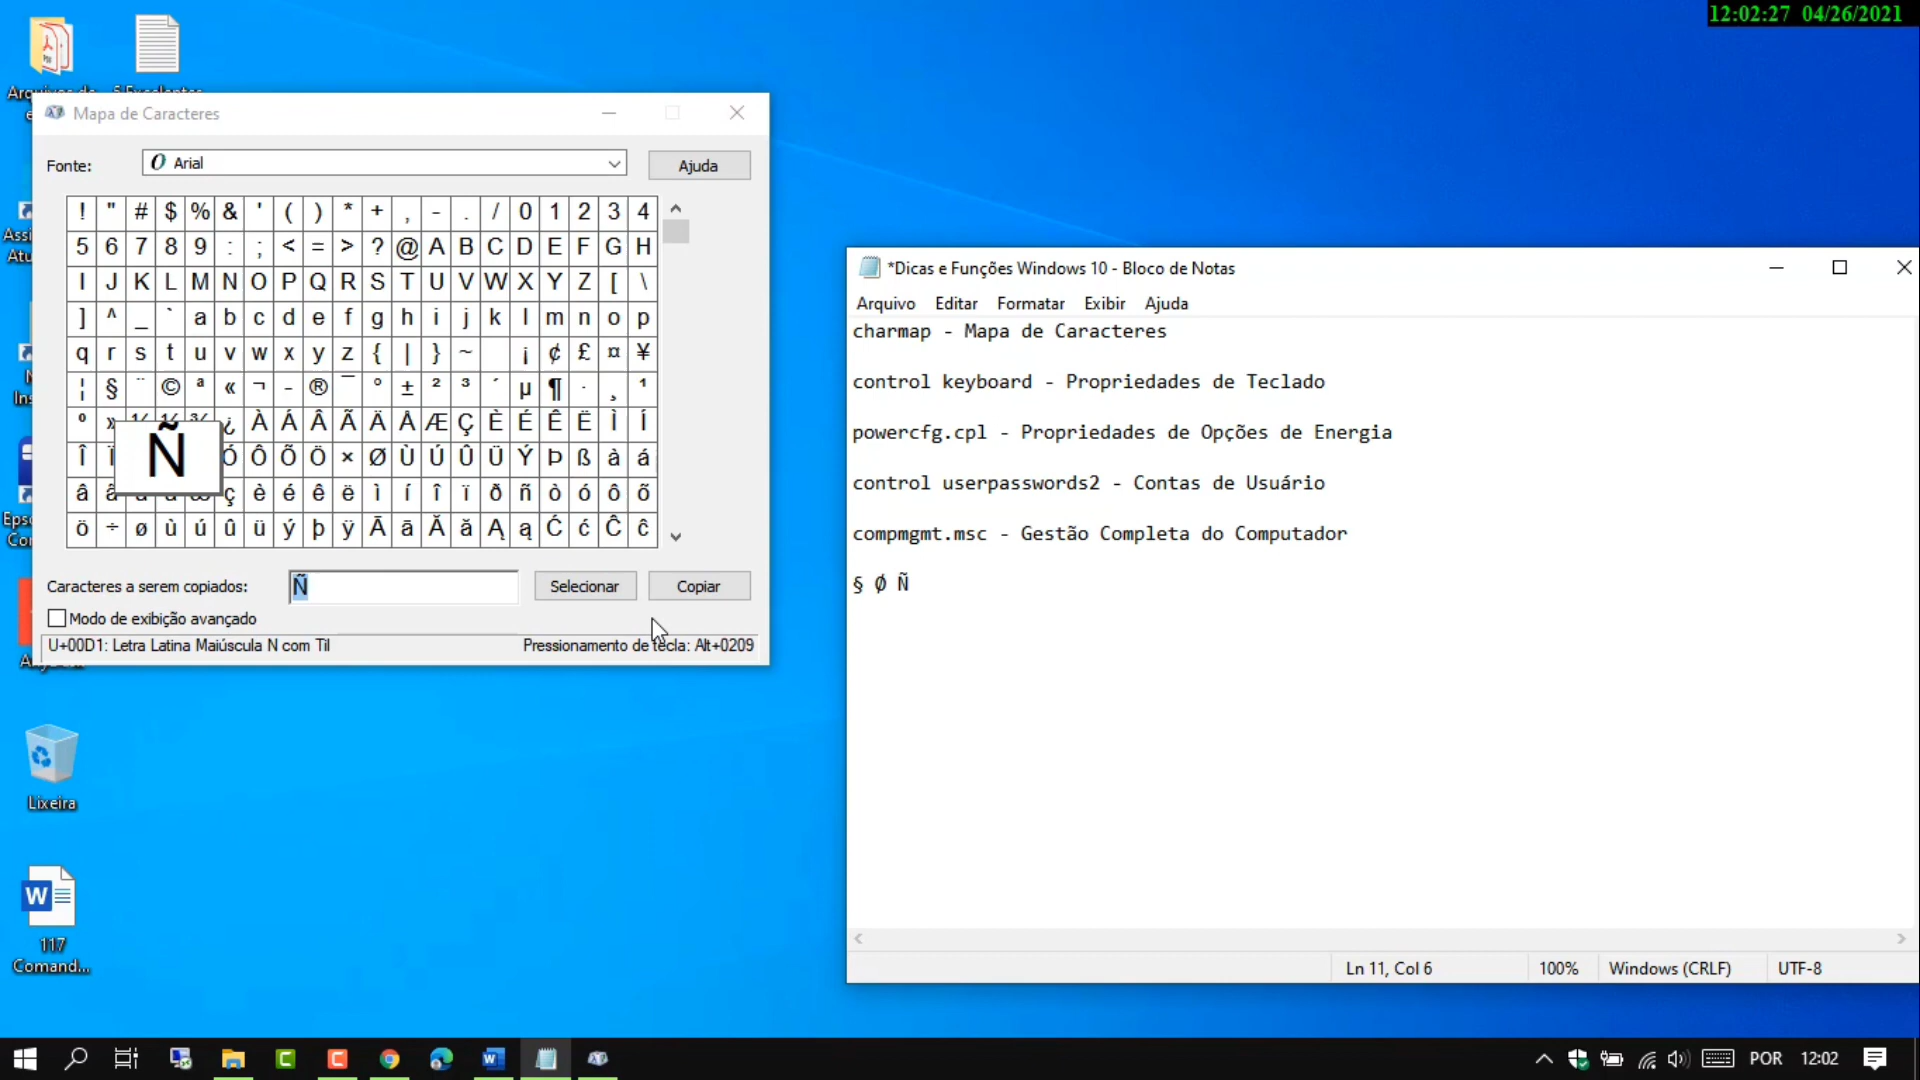 12:02:27 04/26/2021
Mapa de Caracteres
Fonte:
Arial
Ajuda
! " # $ % & ' ( ) * + , - . / 0 1 2 3 4
5 6 7 8 9 : ; < = > ? @ A B C D E F G H
I J K L M N O P Q R S T U V W X Y Z [ \
] ^ _ ` a b c d e f g h i j k l m n o p
q r s t u v w x y z { | } ~ ¡ ¢ £ ¤ ¥
¦ § ¨ © ª « ¬ - ® ¯ ° ± ² ³ ´ µ ¶ · ¸ ¹
º » ¿ À Á Â Ã Ä Å Æ Ç È É Ê Ë Ì Í
Î Ï Ñ Ó Ô Õ Ö × Ø Ù Ú Û Ü Ý Þ ß à á
â ç è é ê ë ì í î ï ð ñ ò ó ô õ
ö ÷ ø ù ú û ü ý þ ÿ Ā ā Ă ă Ą ą Ć ć Ĉ ĉ
Caracteres a serem copiados:
Ñ
Selecionar
Copiar
Modo de exibição avançado
U+00D1: Letra Latina Maiúscula N com Til
Pressionamento de tecla: Alt+0209
*Dicas e Funções Windows 10 - Bloco de Notas
Arquivo Editar Formatar Exibir Ajuda
charmap - Mapa de Caracteres
control keyboard - Propriedades de Teclado
powercfg.cpl - Propriedades de Opções de Energia
control userpasswords2 - Contas de Usuário
compmgmt.msc - Gestão Completa do Computador
§ Ø Ñ
Ln 11, Col 6
100%
Windows (CRLF)
UTF-8
Lixeira
117
Comand...
POR
12:02